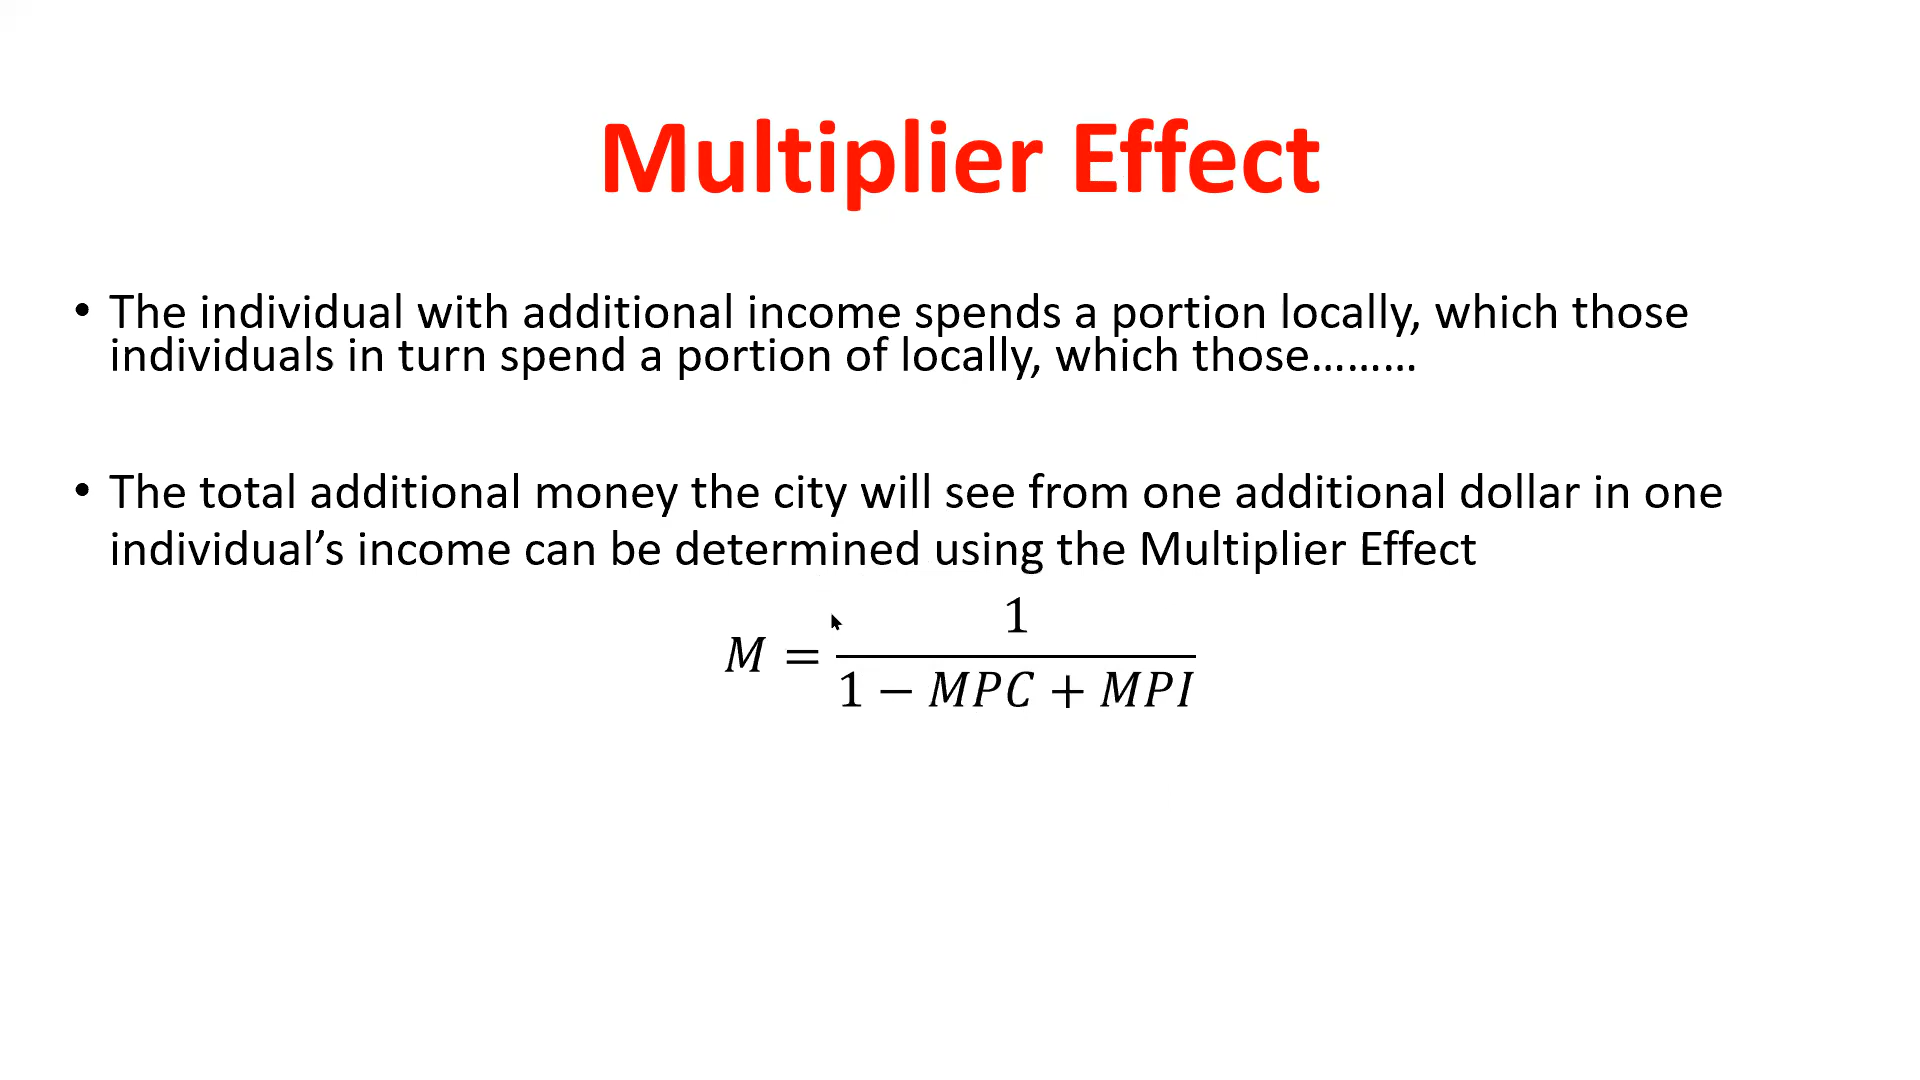 Multiplier Effect
• The individual with additional income spends a portion locally, which those
individuals in turn spend a portion of locally, which those………
• The total additional money the city will see from one additional dollar in one
individual’s income can be determined using the Multiplier Effect
M = 1 / (1 − MPC + MPI)